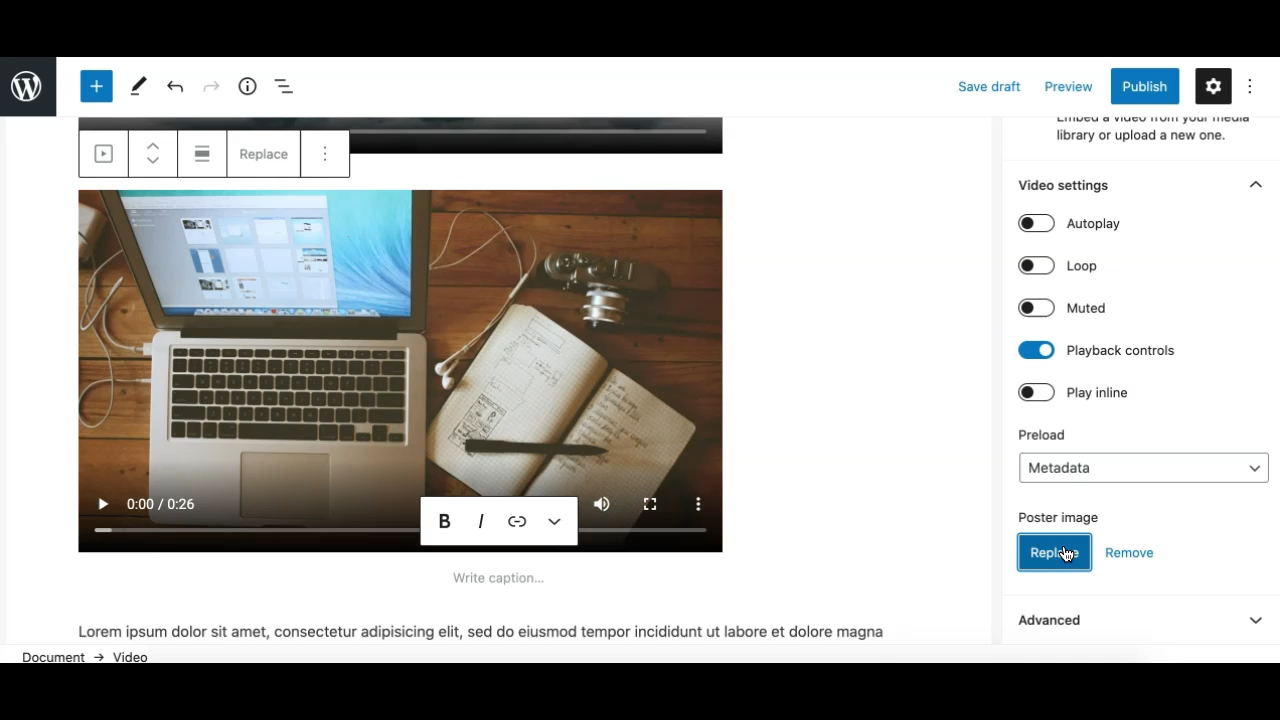 Save draft
Preview
Publish
Replace
Embed a video from your media
library or upload a new one.
Video settings
Autoplay
Loop
Muted
Playback controls
Play inline
Preload
Metadata
Poster image
Replace
Remove
Advanced
0:00 / 0:26
B I
Write caption...
Lorem ipsum dolor sit amet, consectetur adipisicing elit, sed do eiusmod tempor incididunt ut labore et dolore magna
Document → Video